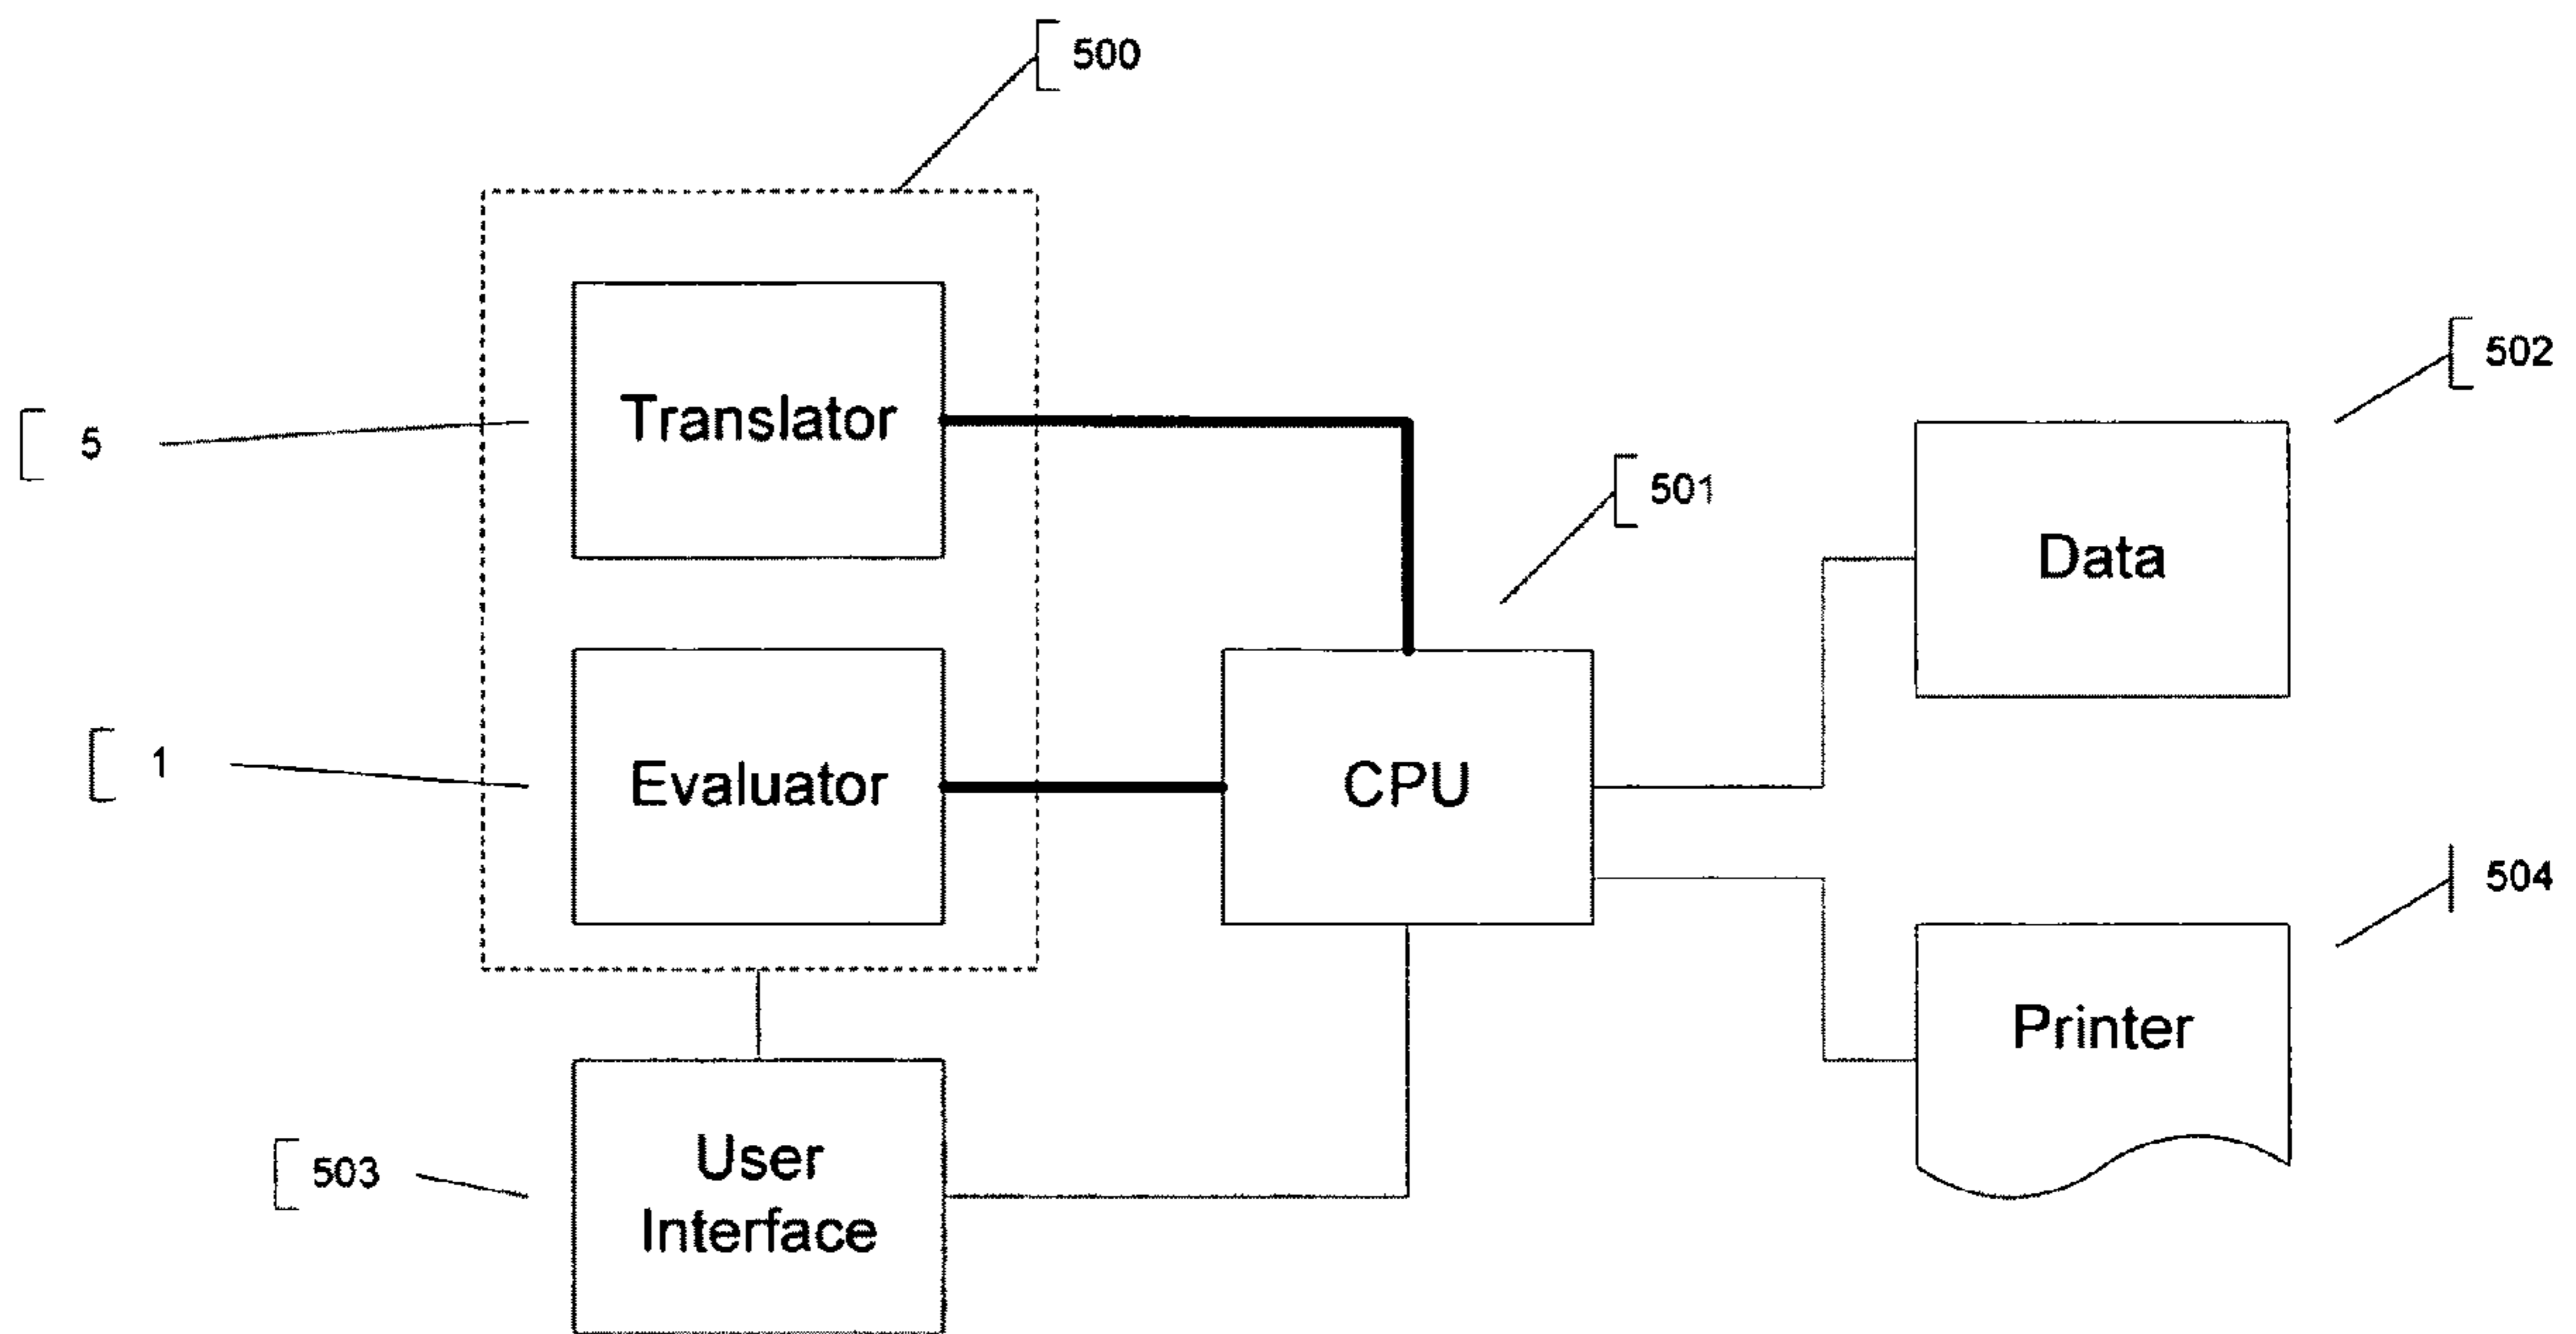 500
502
Translator
5
501
Data
Evaluator
1
CPU
504
Printer
User
Interface
503